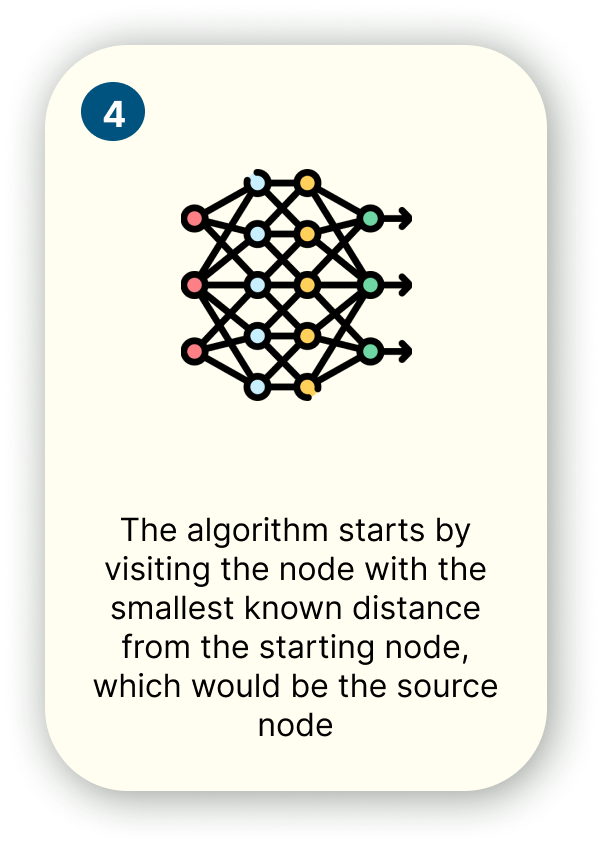 4
The algorithm starts by
visiting the node with the
smallest known distance
from the starting node,
which would be the source
node